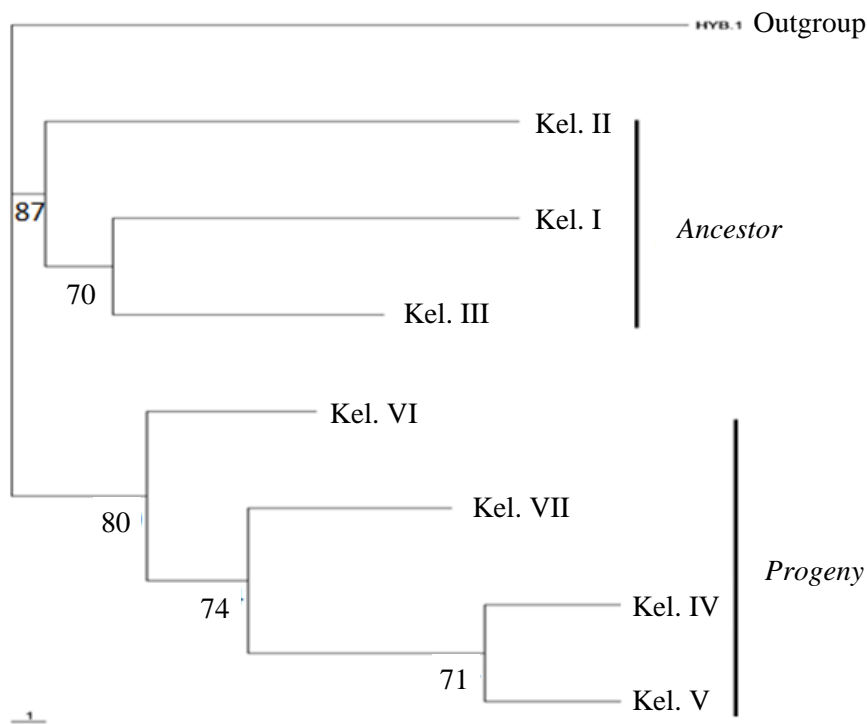 HYB.1 Outgroup
Kel. II
87
Kel. I
Ancestor
70
Kel. III
Kel. VI
80
Kel. VII
Progeny
74
Kel. IV
71
Kel. V
1